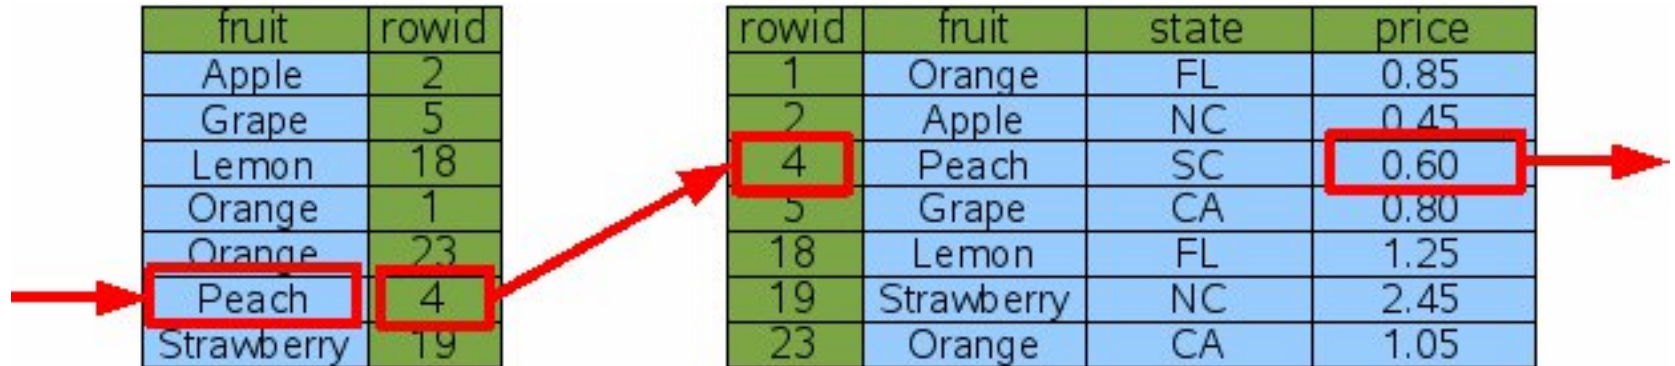 fruit rowid
Apple 2
Grape 5
Lemon 18
Orange 1
Orange 23
Peach 4
Strawberry 19
rowid fruit state price
1 Orange FL 0.85
2 Apple NC 0.45
4 Peach SC 0.60
5 Grape CA 0.80
18 Lemon FL 1.25
19 Strawberry NC 2.45
23 Orange CA 1.05